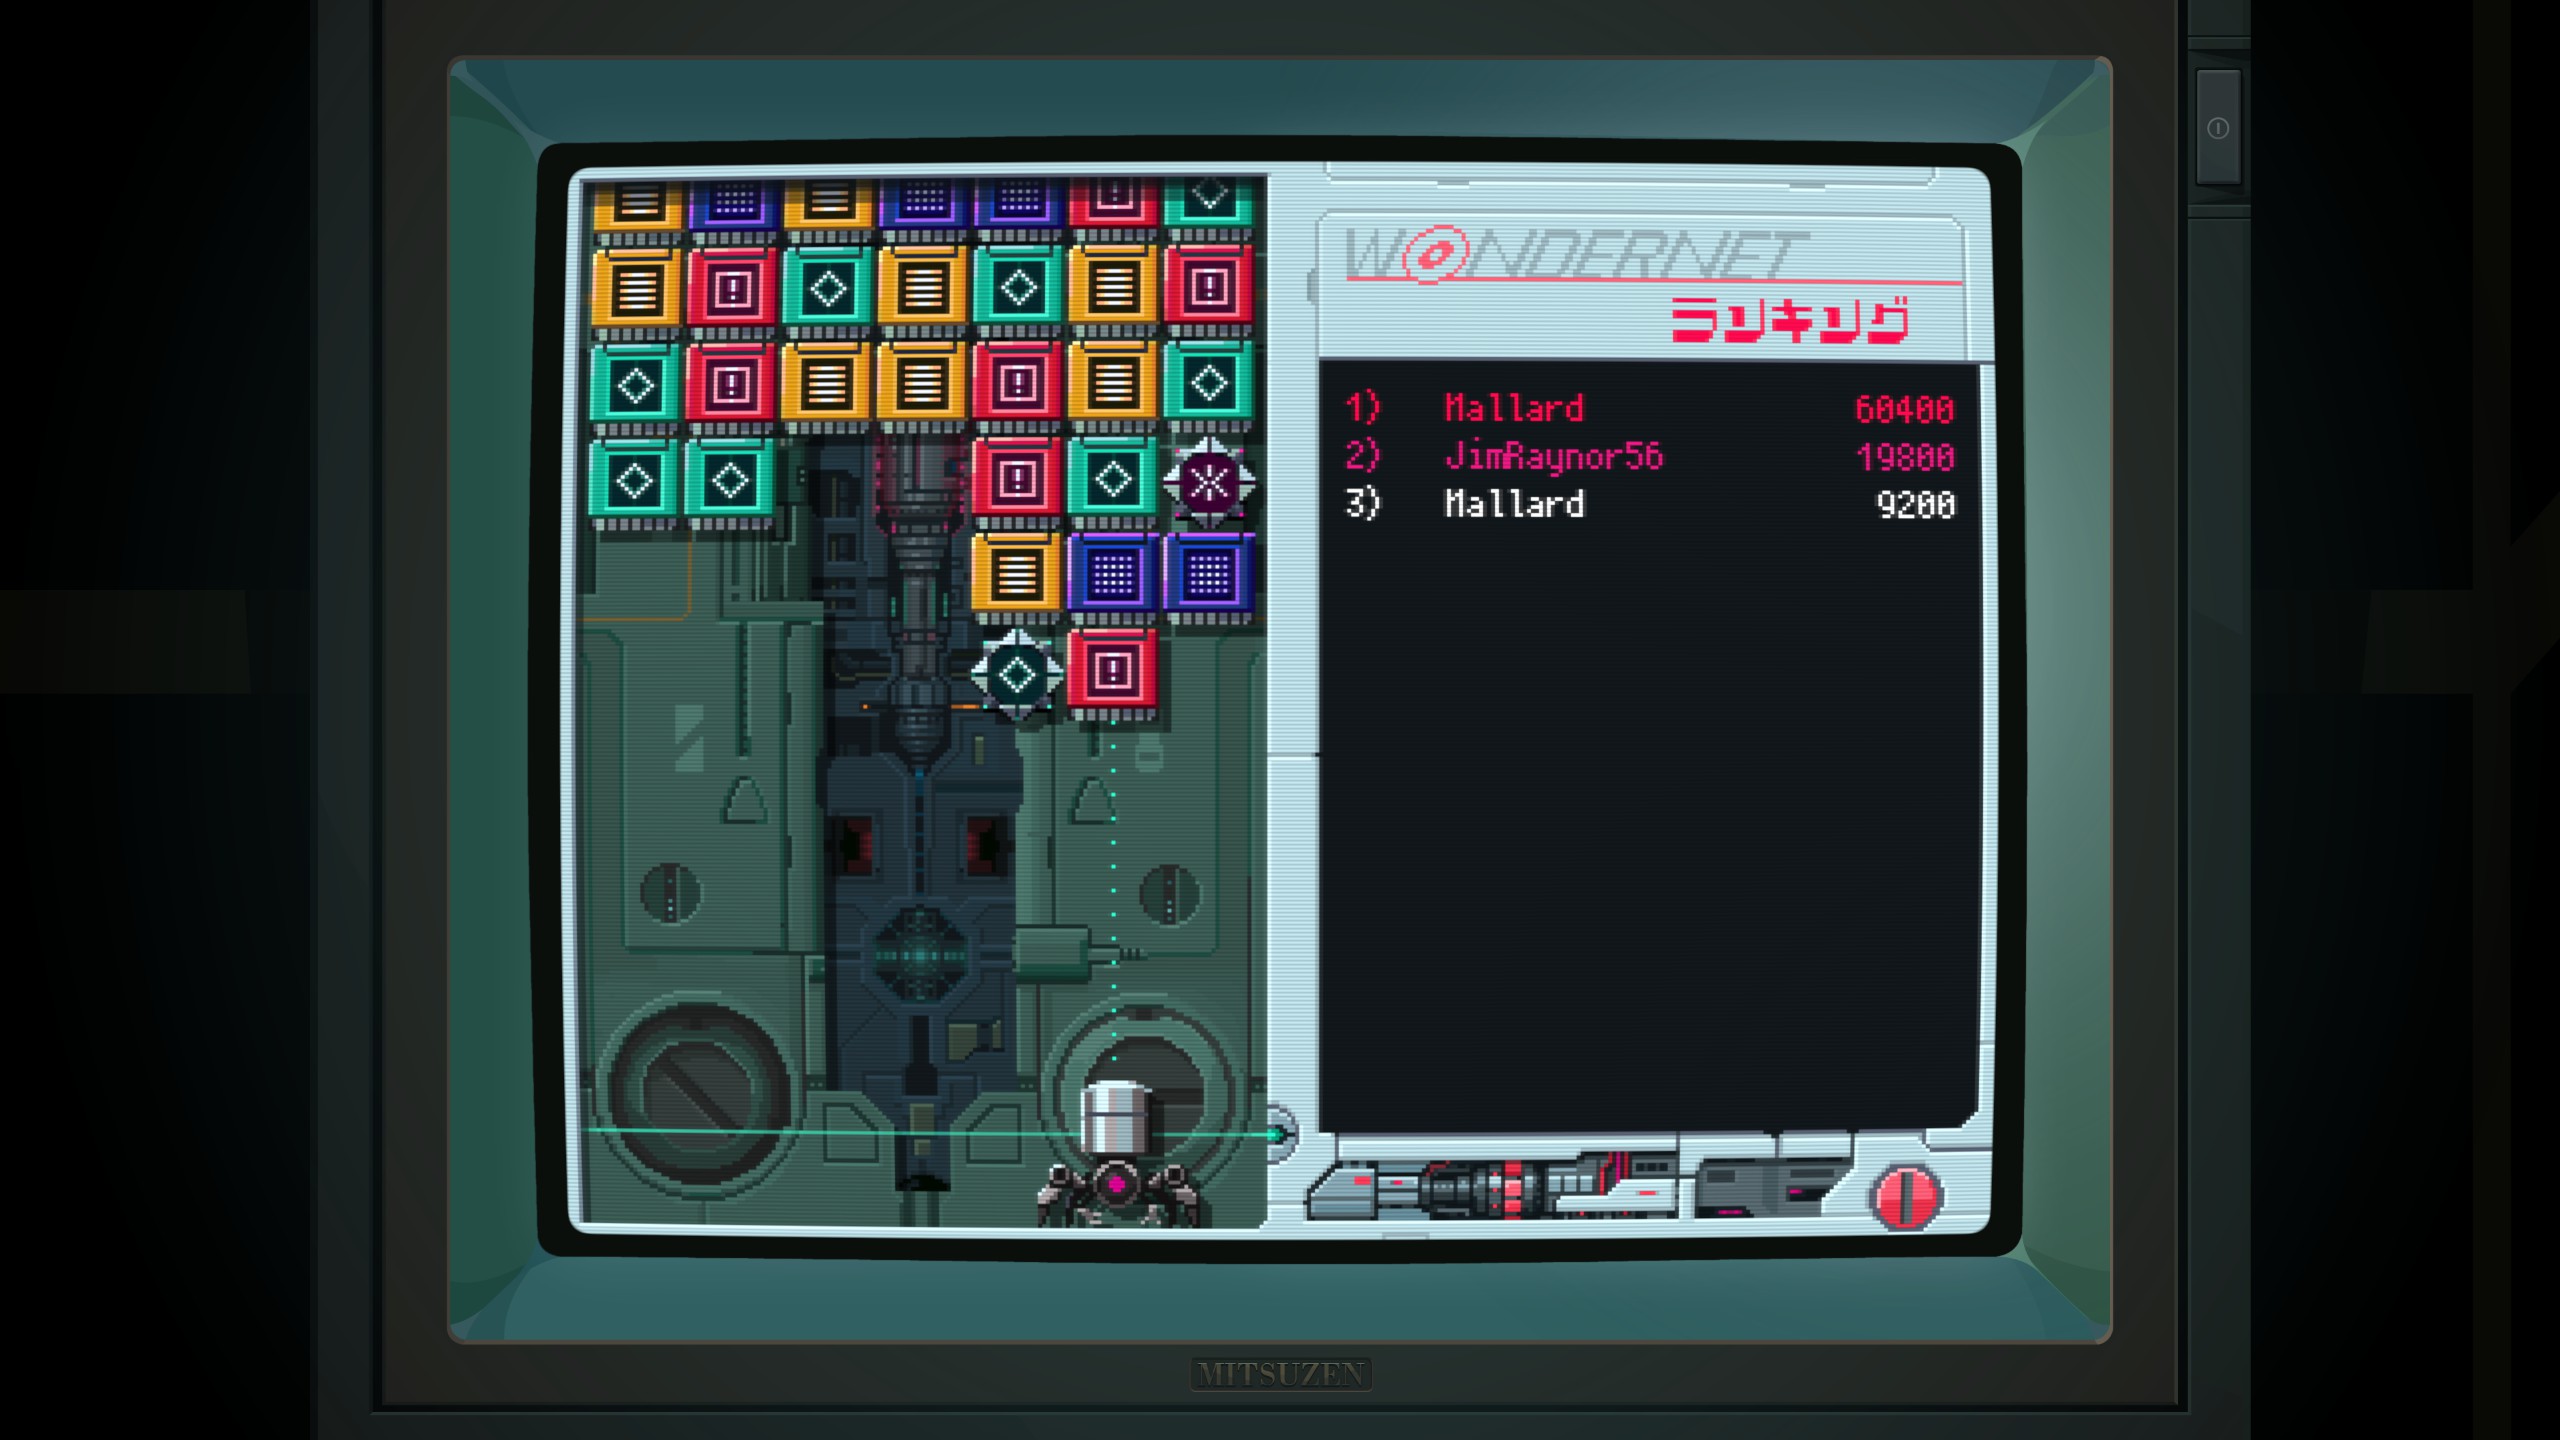 WONDERNET
ランキング
1) Mallard 60400
2) JimRaynor56 19800
3) Mallard 9200
MITSUZEN